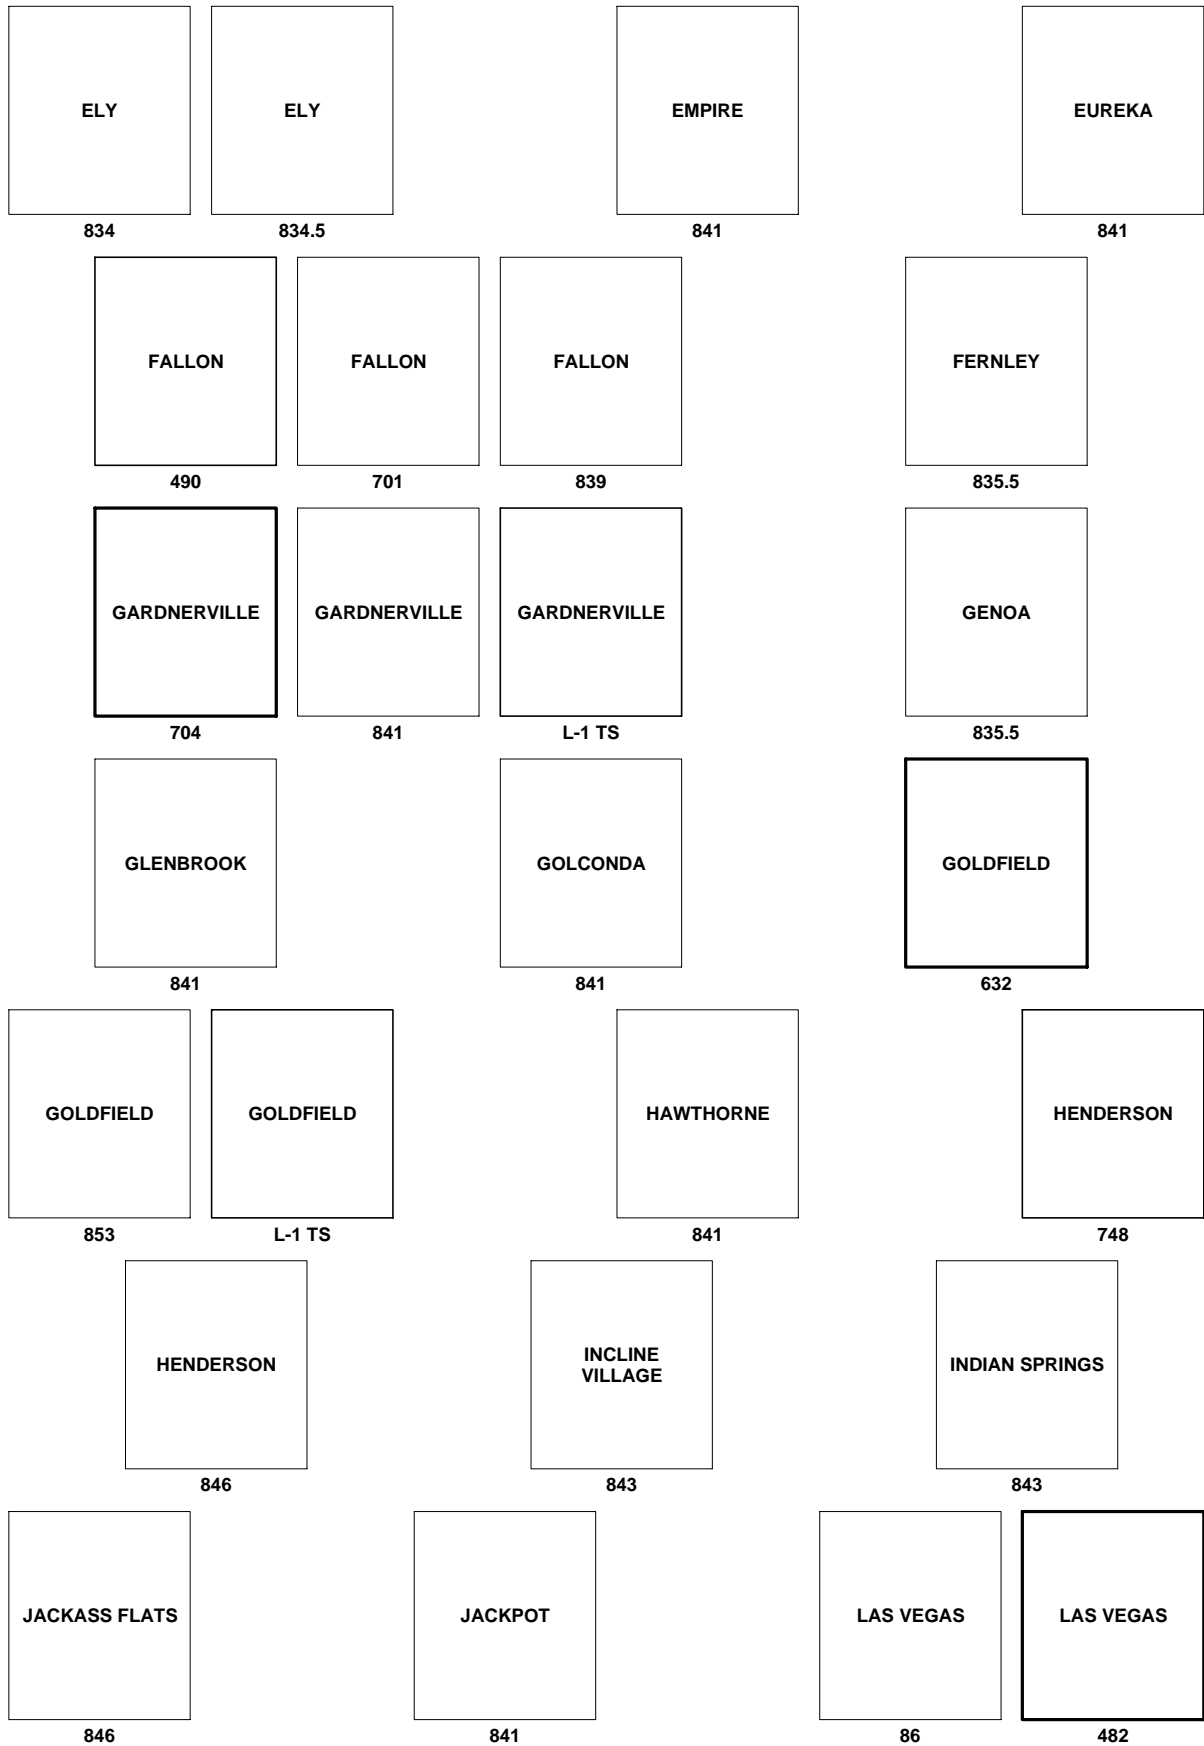 ELY
ELY
EMPIRE
EUREKA
834
834.5
841
841
FALLON
FALLON
FALLON
FERNLEY
490
701
839
835.5
GARDNERVILLE
GARDNERVILLE
GARDNERVILLE
GENOA
704
841
L-1 TS
835.5
GLENBROOK
GOLCONDA
GOLDFIELD
841
841
632
GOLDFIELD
GOLDFIELD
HAWTHORNE
HENDERSON
853
L-1 TS
841
748
HENDERSON
INCLINE
VILLAGE
INDIAN SPRINGS
846
843
843
JACKASS FLATS
JACKPOT
LAS VEGAS
LAS VEGAS
846
841
86
482